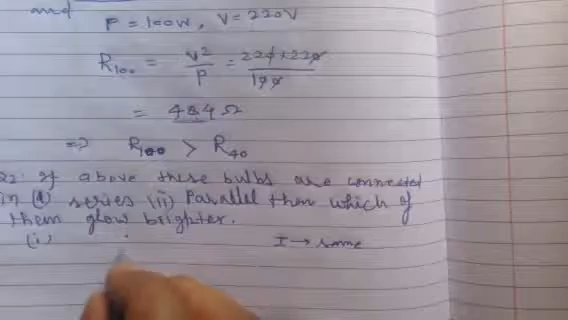 and
P = 100W, V = 220V
R100 = V²/P = 220×220/100
= 484Ω
⇒ R100 > R40
Q2: If above these bulbs are connected
in (i) series (ii) Parallel then which of
them glow brighter.
(i) I → same